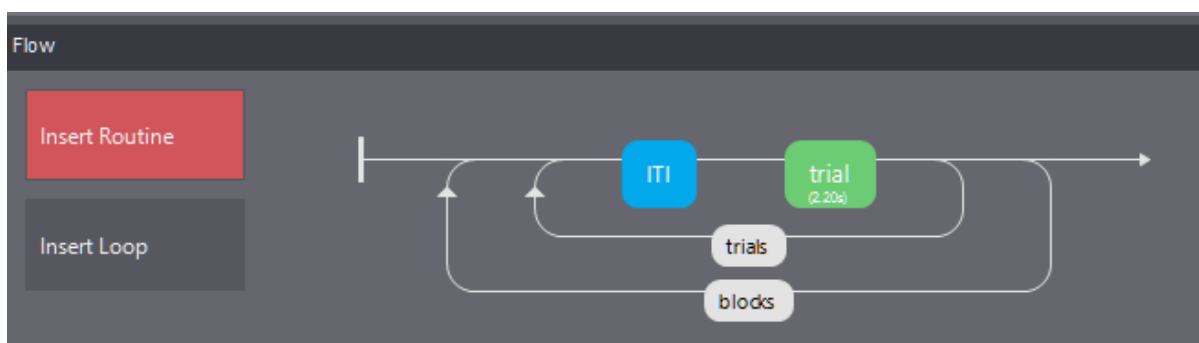 Flow
Insert Routine
ITI
trial
(2.20s)
Insert Loop
trials
blocks